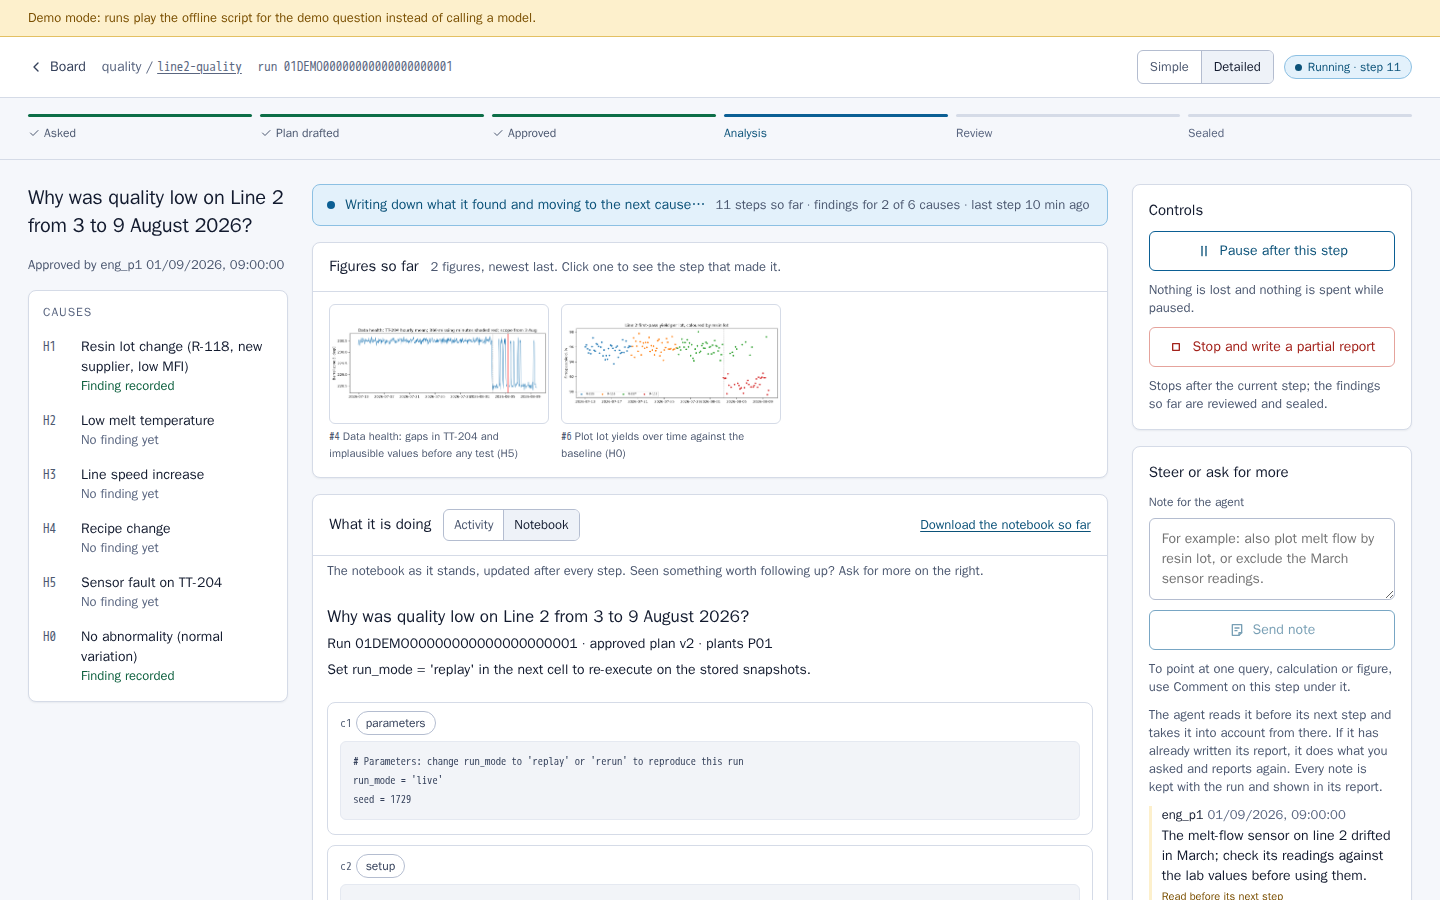 Demo mode: runs play the offline script for the demo question instead of calling a model.
Board quality / line2-quality run 01DEMO00000000000000000001
Simple Detailed Running · step 11
Asked Plan drafted Approved Analysis Review Sealed
Why was quality low on Line 2
from 3 to 9 August 2026?
Approved by eng_p1 01/09/2026, 09:00:00
CAUSES
H1 Resin lot change (R-118, new
supplier, low MFI)
Finding recorded
H2 Low melt temperature
No finding yet
H3 Line speed increase
No finding yet
H4 Recipe change
No finding yet
H5 Sensor fault on TT-204
No finding yet
H0 No abnormality (normal
variation)
Finding recorded
Writing down what it found and moving to the next cause··· 11 steps so far · findings for 2 of 6 causes · last step 10 min ago
Figures so far 2 figures, newest last. Click one to see the step that made it.
Line 2 first-pass yield per lot, coloured by resin lot
#4 Data health: gaps in TT-204 and
implausible values before any test (H5)
#6 Plot lot yields over time against the
baseline (H0)
What it is doing Activity Notebook Download the notebook so far
The notebook as it stands, updated after every step. Seen something worth following up? Ask for more on the right.
Why was quality low on Line 2 from 3 to 9 August 2026?
Run 01DEMO00000000000000000001 · approved plan v2 · plants P01
Set run_mode = 'replay' in the next cell to re-execute on the stored snapshots.
c1 parameters
# Parameters: change run_mode to 'replay' or 'rerun' to reproduce this run
run_mode = 'live'
seed = 1729
c2 setup
Controls
Pause after this step
Nothing is lost and nothing is spent while
paused.
Stop and write a partial report
Stops after the current step; the findings
so far are reviewed and sealed.
Steer or ask for more
Note for the agent
For example: also plot melt flow by
resin lot, or exclude the March
sensor readings.
Send note
To point at one query, calculation or figure,
use Comment on this step under it.
The agent reads it before its next step and
takes it into account from there. If it has
already written its report, it does what you
asked and reports again. Every note is
kept with the run and shown in its report.
eng_p1 01/09/2026, 09:00:00
The melt-flow sensor on line 2 drifted
in March; check its readings against
the lab values before using them.
Read before its next step